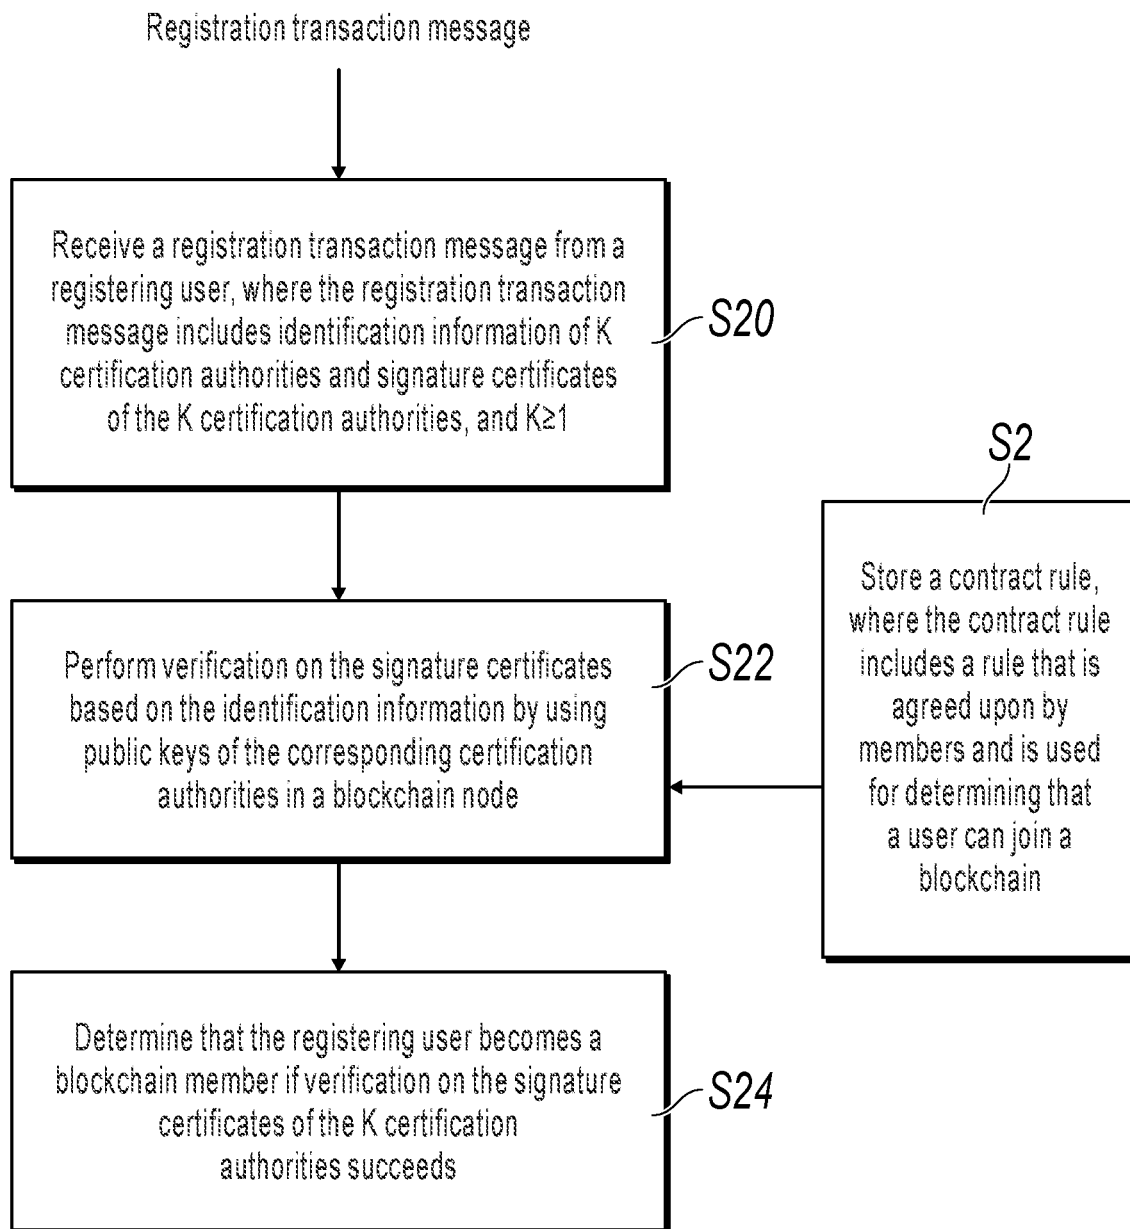 Registration transaction message
Receive a registration transaction message from a
registering user, where the registration transaction
message includes identification information of K
certification authorities and signature certificates
of the K certification authorities, and K≥1
S20
S2
Store a contract rule,
where the contract rule
includes a rule that is
agreed upon by
members and is used
for determining that
a user can join a
blockchain
Perform verification on the signature certificates
based on the identification information by using
public keys of the corresponding certification
authorities in a blockchain node
S22
Determine that the registering user becomes a
blockchain member if verification on the signature
certificates of the K certification
authorities succeeds
S24